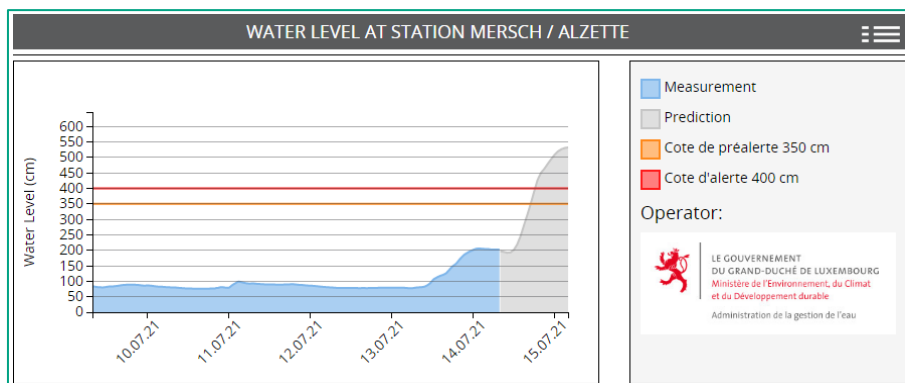 WATER LEVEL AT STATION MERSCH / ALZETTE
Water Level (cm)
600
550
500
450
400
350
300
250
200
150
100
50
0
10.07.21
11.07.21
12.07.21
13.07.21
14.07.21
15.07.21
Measurement
Prediction
Cote de préalerte 350 cm
Cote d'alerte 400 cm
Operator:
LE GOUVERNEMENT
DU GRAND-DUCHÉ DE LUXEMBOURG
Ministère de l'Environnement, du Climat
et du Développement durable
Administration de la gestion de l'eau